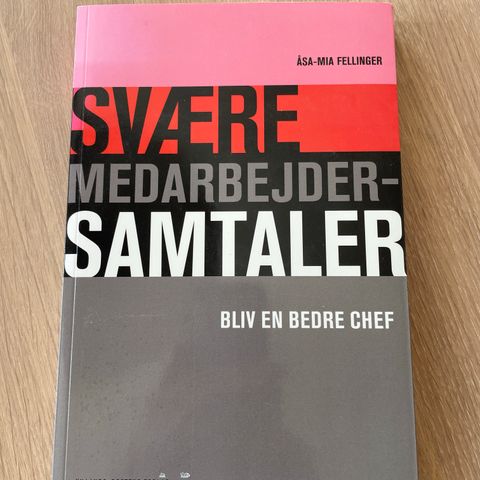 ÅSA-MIA FELLINGER
SVÆRE
MEDARBEJDER-
SAMTALER
BLIV EN BEDRE CHEF